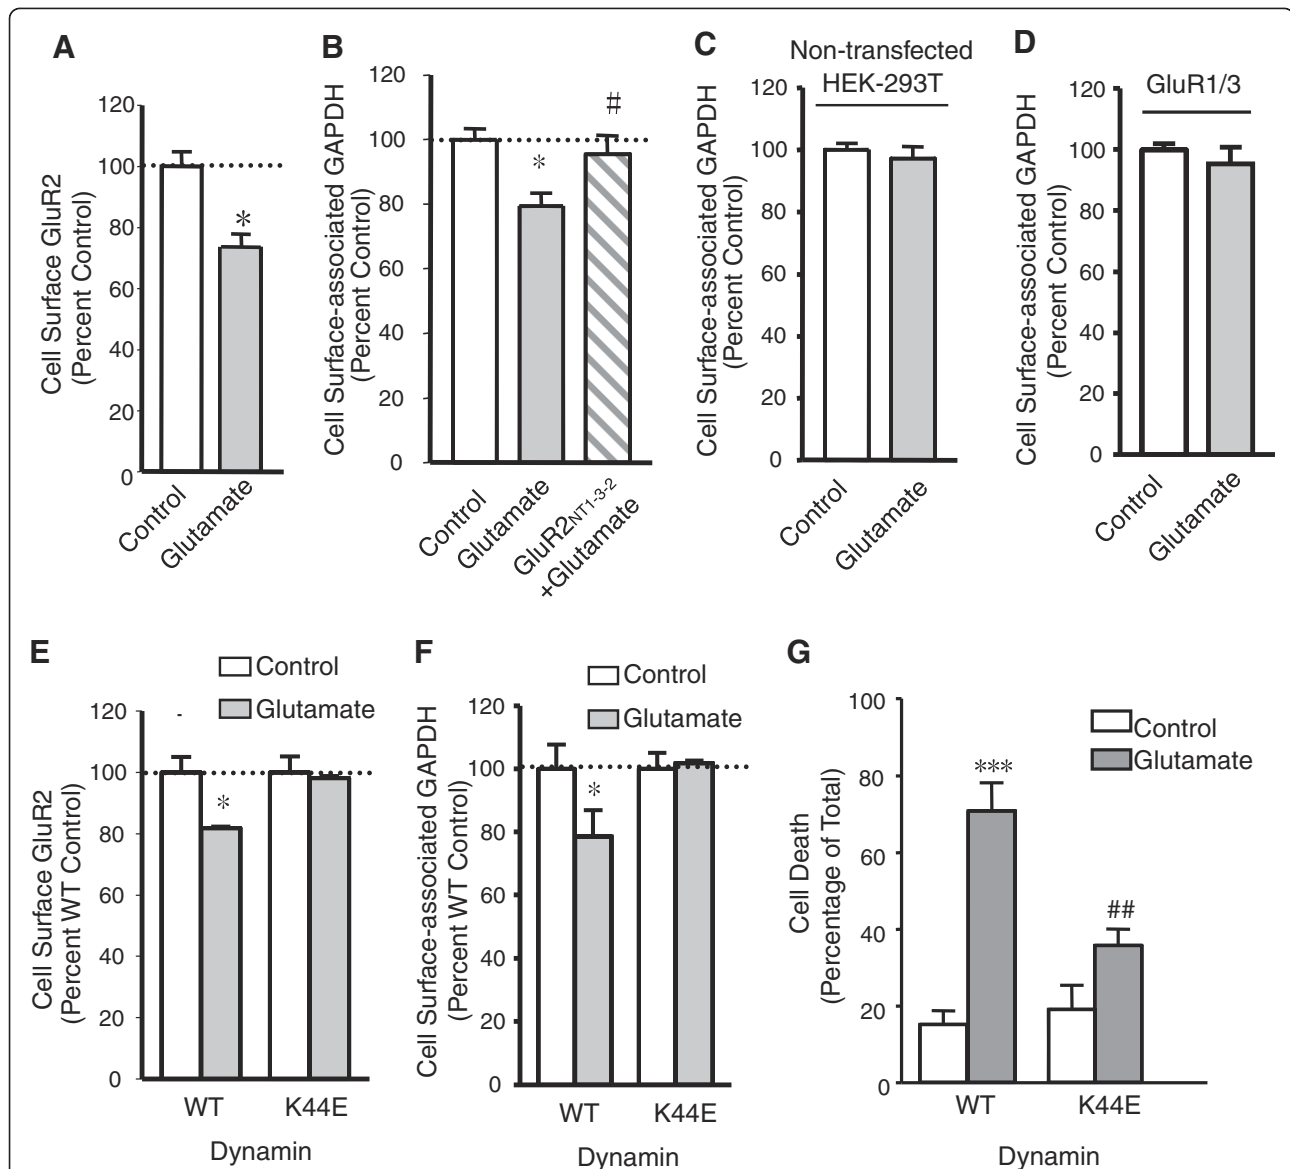 A
Cell Surface GluR2
(Percent Control)
120
100
80
60
40
20
0
*
Control
Glutamate
B
Cell Surface-associated GAPDH
(Percent Control)
120
100
80
60
40
20
0
*
#
Control
Glutamate
GluR2NT1-3-2
+Glutamate
C
Non-transfected
HEK-293T
Cell Surface-associated GAPDH
(Percent Control)
120
100
80
60
40
20
0
Control
Glutamate
D
GluR1/3
Cell Surface-associated GAPDH
(Percent Control)
120
100
80
60
40
20
0
Control
Glutamate
E
Control
Glutamate
Cell Surface GluR2
(Percent WT Control)
120
100
80
60
40
20
0
-
*
WT
K44E
Dynamin
F
Control
Glutamate
Cell Surface-associated GAPDH
(Percent WT Control)
120
100
80
60
40
20
0
*
WT
K44E
Dynamin
G
Control
Glutamate
Cell Death
(Percentage of Total)
100
80
60
40
20
0
***
##
WT
K44E
Dynamin